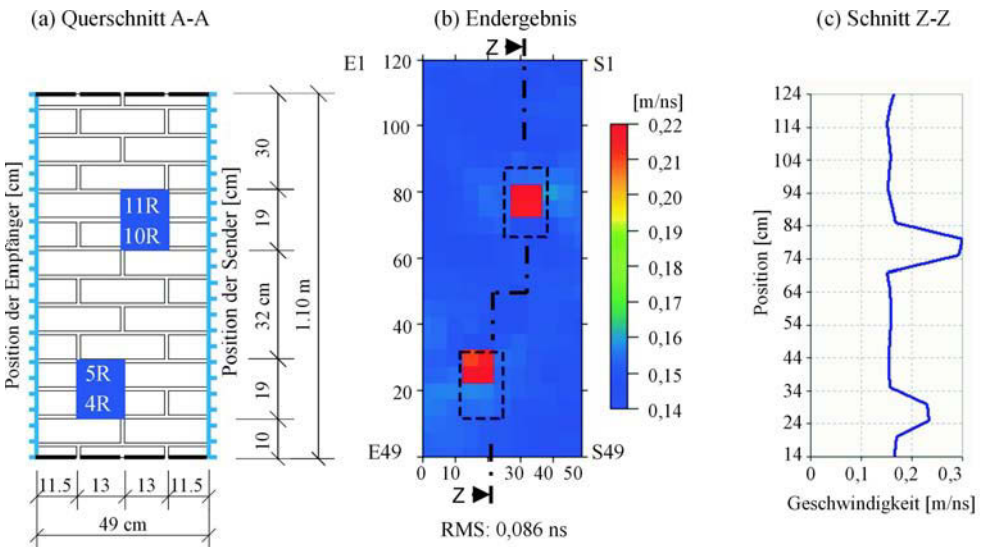 (a) Querschnitt A-A
Position der Empfänger [cm]
11R
10R
5R
4R
Position der Sender [cm]
30
19
32 cm
19
10
1.10 m
11.5 13 13 11.5
49 cm
(b) Endergebnis
Z
E1 120 S1
100
80
60
40
20
E49 S49
0 10 30 40 50
Z
RMS: 0,086 ns
[m/ns]
0,22
0,21
0,20
0,19
0,18
0,17
0,16
0,15
0,14
(c) Schnitt Z-Z
Position [cm]
124
114
104
94
84
74
64
54
44
34
24
14
0 0,1 0,2 0,3
Geschwindigkeit [m/ns]